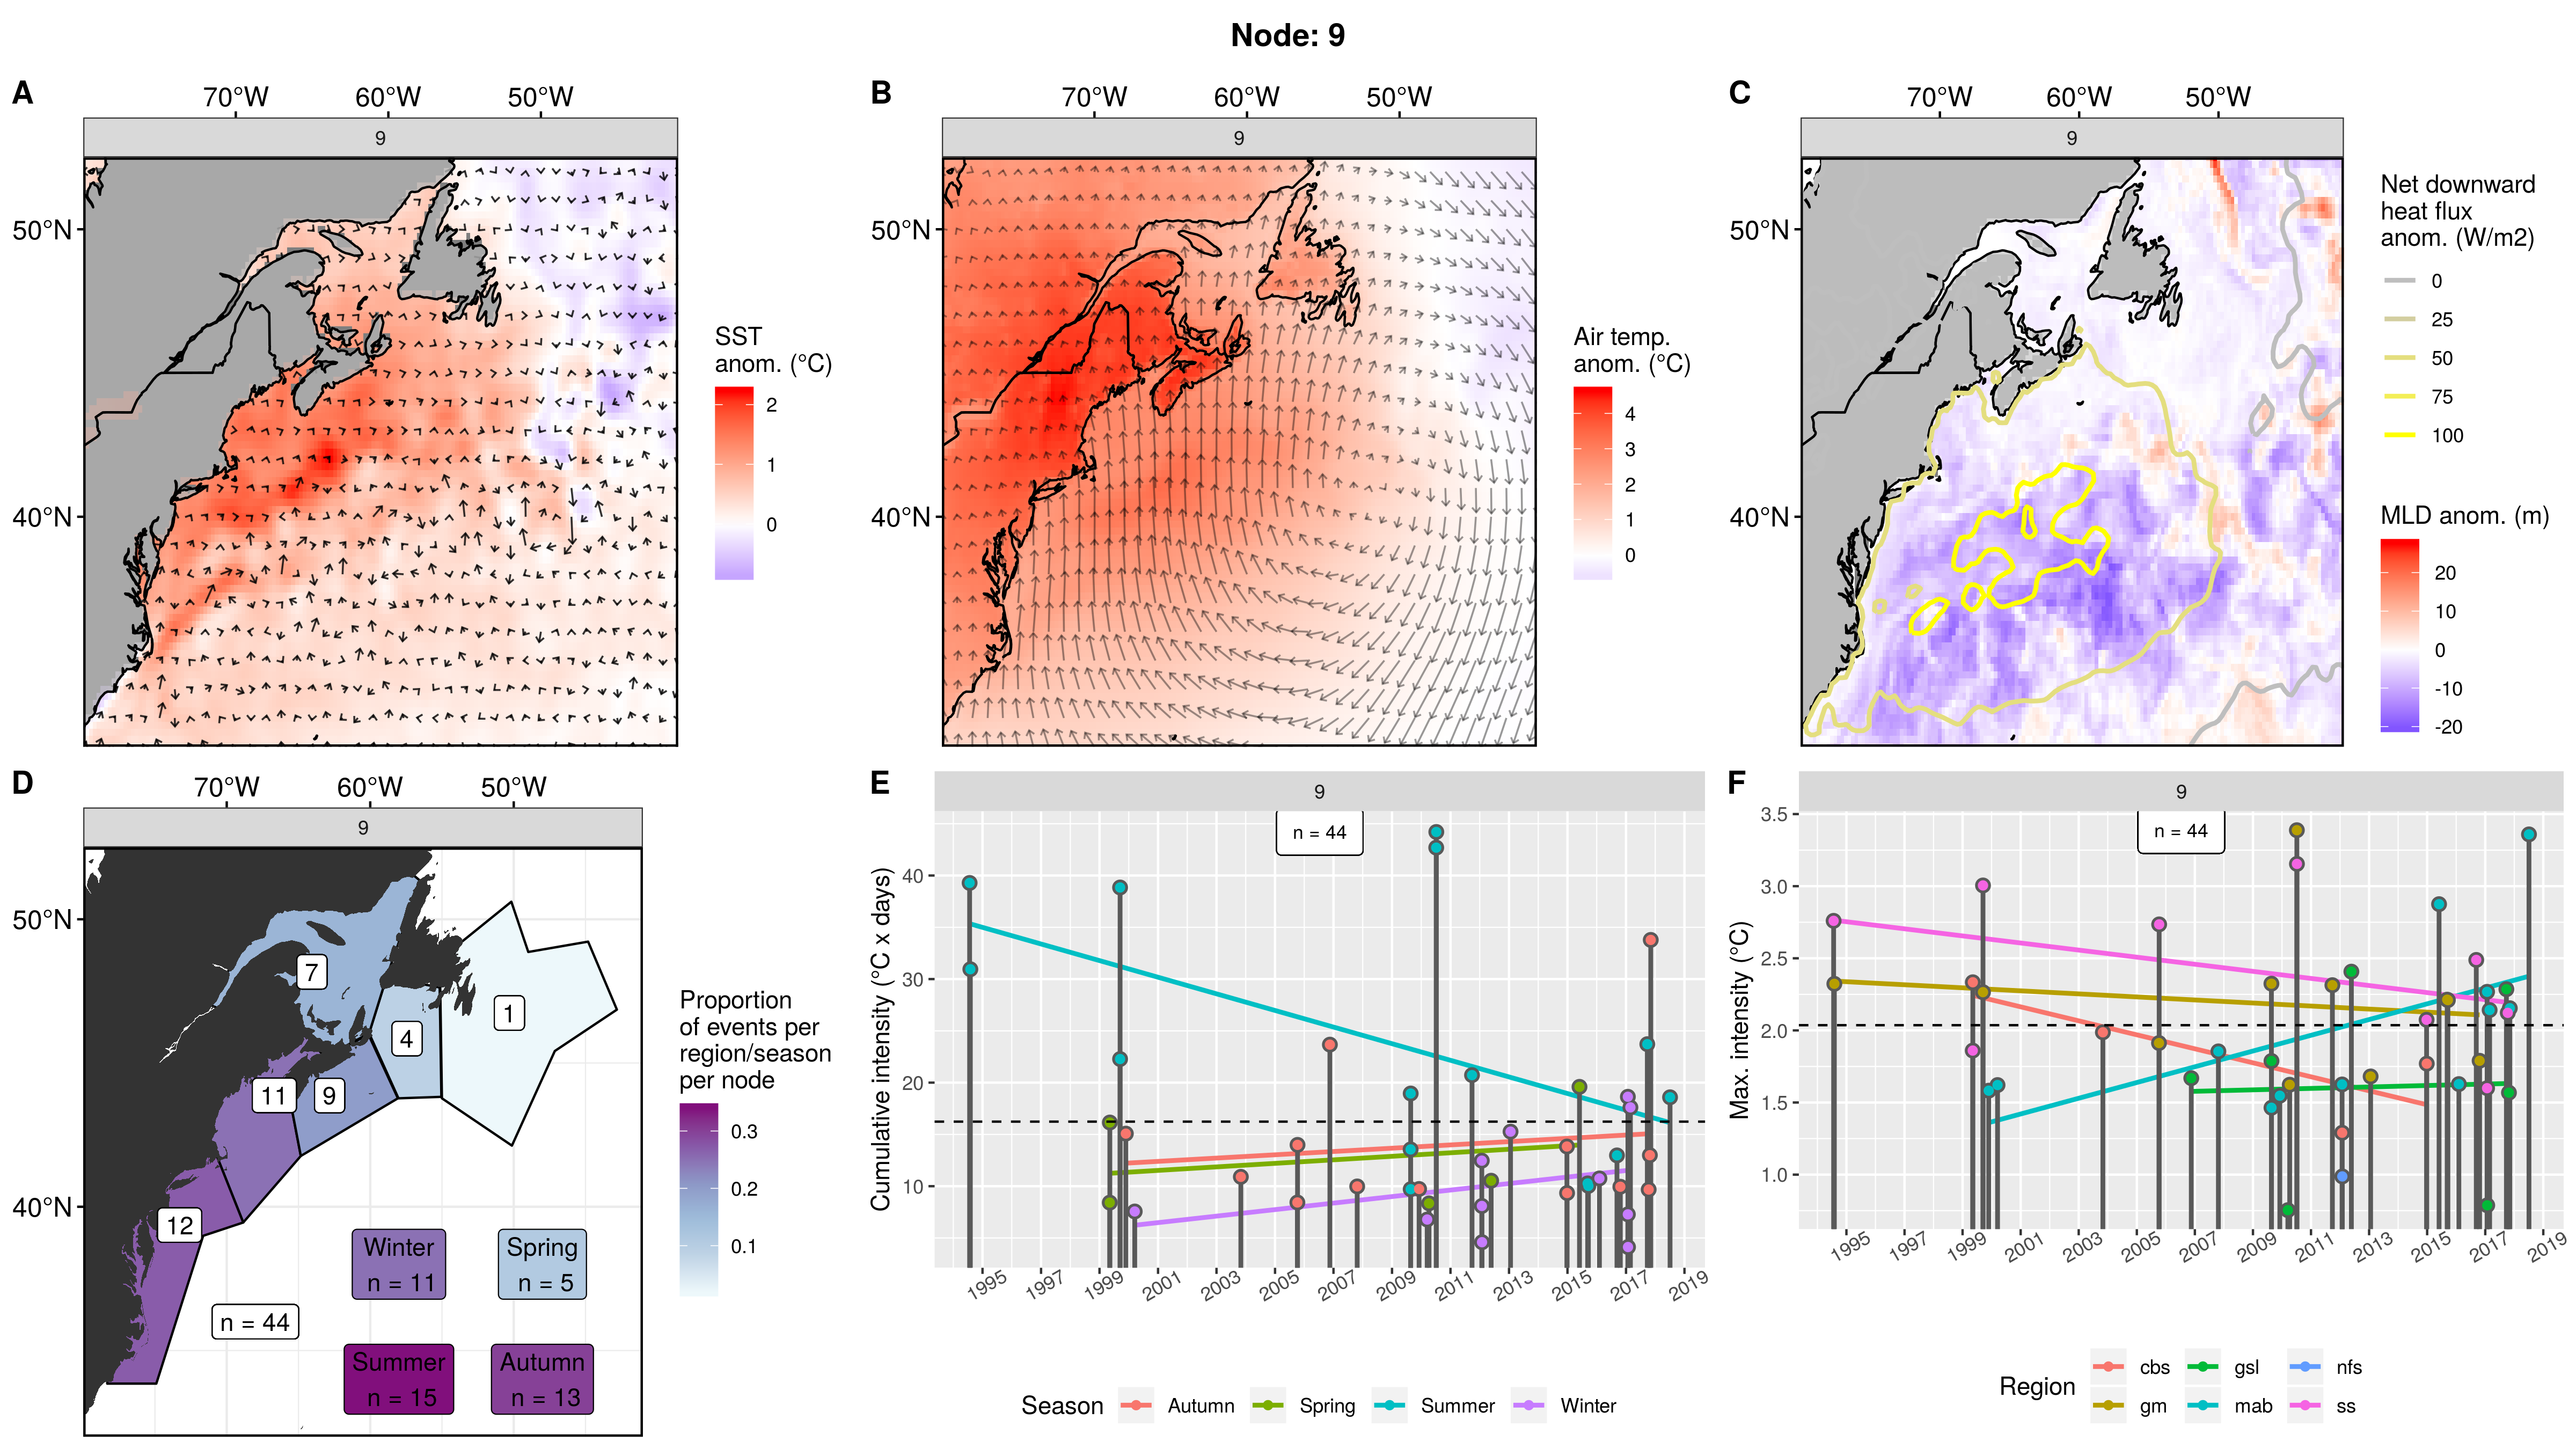 Node: 9
A
70°W 60°W 50°W
9
50°N
40°N
SST
anom. (°C)
2
1
0
B
70°W 60°W 50°W
9
50°N
40°N
Air temp.
anom. (°C)
4
3
2
1
0
C
70°W 60°W 50°W
9
50°N
40°N
Net downward
heat flux
anom. (W/m2)
0
25
50
75
100
MLD anom. (m)
20
10
0
-10
-20
D
70°W 60°W 50°W
9
50°N
40°N
7
4
1
11
9
12
n = 44
Winter
n = 11
Spring
n = 5
Summer
n = 15
Autumn
n = 13
Proportion
of events per
region/season
per node
0.3
0.2
0.1
E
9
n = 44
Cumulative intensity (°C x days)
40
30
20
10
1995 1997 1999 2001 2003 2005 2007 2009 2011 2013 2015 2017 2019
Season Autumn Spring Summer Winter
F
9
n = 44
Max. intensity (°C)
3.5
3.0
2.5
2.0
1.5
1.0
1995 1997 1999 2001 2003 2005 2007 2009 2011 2013 2015 2017 2019
Region
cbs gsl nfs
gm mab ss